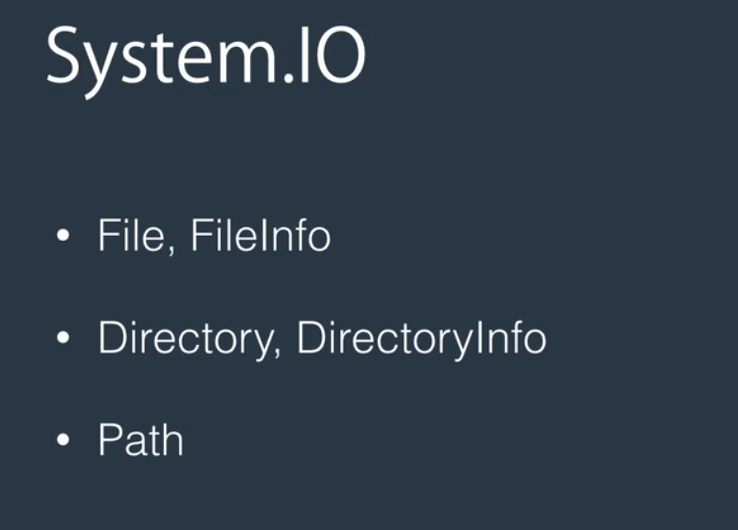 System.IO
• File, FileInfo
• Directory, DirectoryInfo
• Path